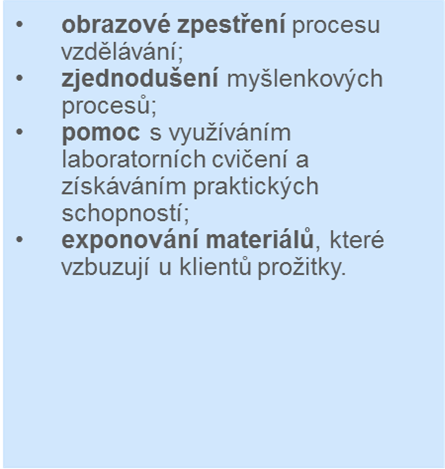 • obrazové zpestření procesu
vzdělávání;
• zjednodušení myšlenkových
procesů;
• pomoc s využíváním
laboratorních cvičení a
získáváním praktických
schopností;
• exponování materiálů, které
vzbuzují u klientů prožitky.